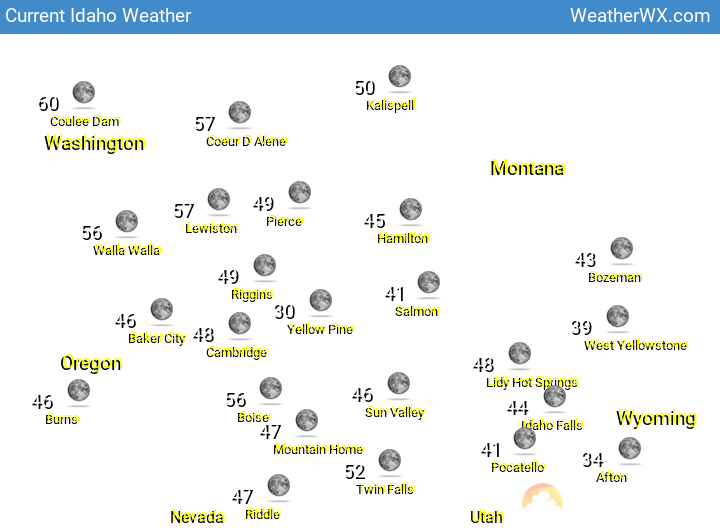 Current Idaho Weather WeatherWX.com
50
Kalispell
60
Coulee Dam
57
Coeur D Alene
Washington
Montana
49
Pierce
57
Lewiston
45
Hamilton
56
Walla Walla
43
Bozeman
49
Riggins
41
Salmon
30
Yellow Pine
46
Baker City
48
Cambridge
39
West Yellowstone
Oregon
48
Lidy Hot Springs
46
Burns
56
Boise
46
Sun Valley
44
Idaho Falls
Wyoming
47
Mountain Home
41
Pocatello
34
Afton
52
Twin Falls
47
Riddle
Nevada
Utah